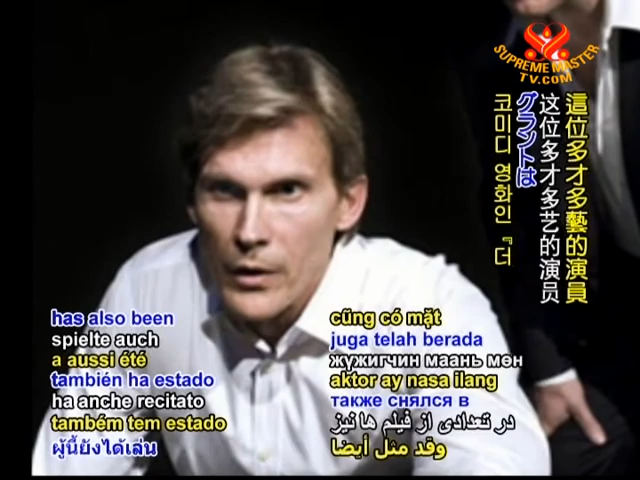 SUPREME MASTER
TV.COM
這位多才多藝的演員
这位多才多艺的演员
グラントは
코미디 영화인 『더
has also been
spielte auch
a aussi été
también ha estado
ha anche recitato
também tem estado
ผู้นี้ยังได้เล่น
cũng có mặt
juga telah berada
жүжигчин маань мөн
aktor ay nasa ilang
также снялся в
در تعدادی از فیلم ها نیز
وقد مثل أيضا